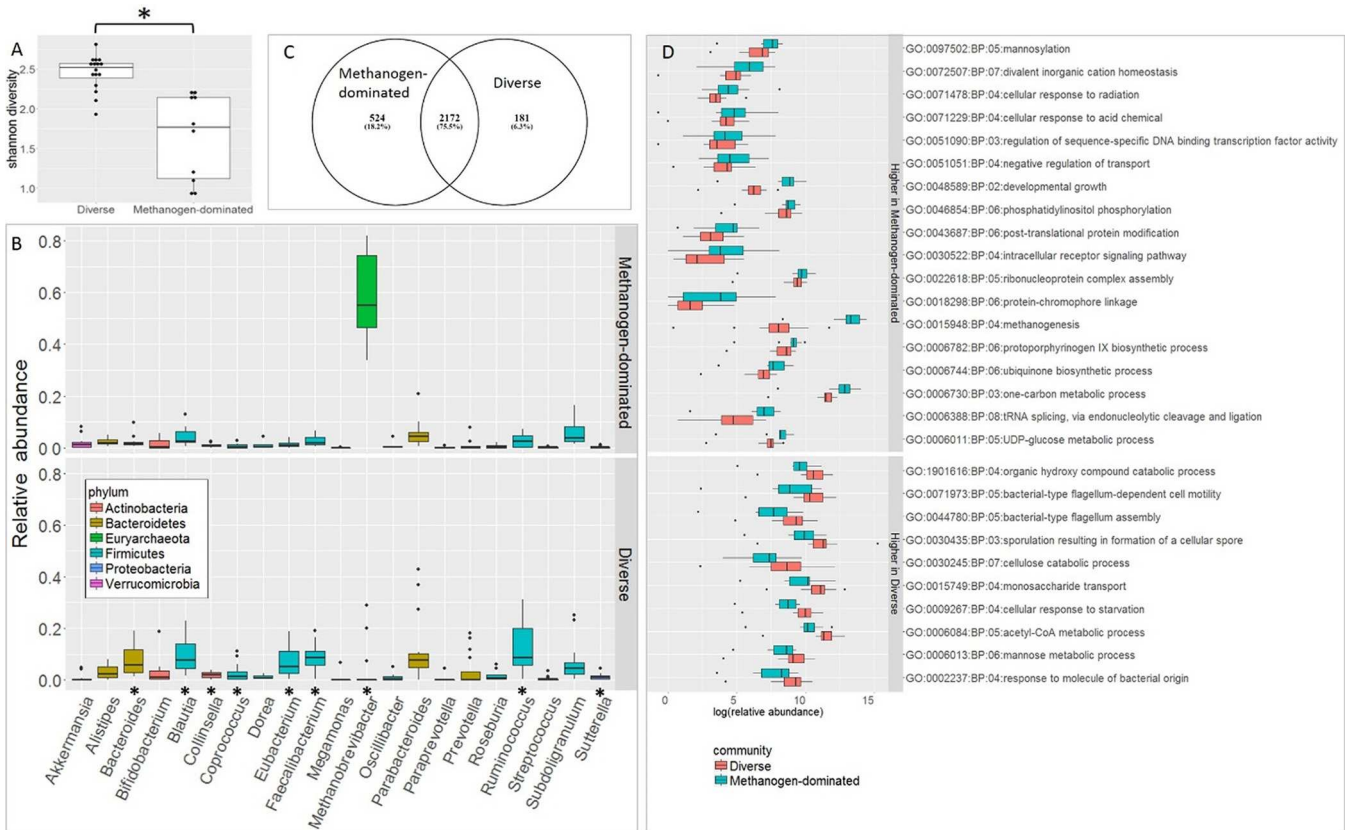 *
A
shannon diversity
2.5
2.0
1.5
1.0
Diverse
Methanogen-dominated
B
Relative abundance
0.8
0.6
0.4
0.2
0.0
Methanogen-dominated
0.8
0.6
0.4
0.2
0.0
Diverse
phylum
Actinobacteria
Bacteroidetes
Euryarchaeota
Firmicutes
Proteobacteria
Verrucomicrobia
* * * * * * * * *
Akkermansia
Alistipes
Bacteroides
Bifidobacterium
Blautia
Collinsella
Coprococcus
Dorea
Eubacterium
Faecalibacterium
Megamonas
Methanobrevibacter
Oscillibacter
Parabacteroides
Paraprevotella
Prevotella
Roseburia
Ruminococcus
Streptococcus
Subdoligranulum
Sutterella
C
Methanogen-
dominated
Diverse
524
(18.2%)
2172
(75.5%)
181
(6.3%)
D
Higher in Methanogen-dominated
GO:0097502:BP:05:mannosylation
GO:0072507:BP:07:divalent inorganic cation homeostasis
GO:0071478:BP:04:cellular response to radiation
GO:0071229:BP:04:cellular response to acid chemical
GO:0051090:BP:03:regulation of sequence-specific DNA binding transcription factor activity
GO:0051051:BP:04:negative regulation of transport
GO:0048589:BP:02:developmental growth
GO:0046854:BP:06:phosphatidylinositol phosphorylation
GO:0043687:BP:06:post-translational protein modification
GO:0030522:BP:04:intracellular receptor signaling pathway
GO:0022618:BP:05:ribonucleoprotein complex assembly
GO:0018298:BP:06:protein-chromophore linkage
GO:0015948:BP:04:methanogenesis
GO:0006782:BP:06:protoporphyrinogen IX biosynthetic process
GO:0006744:BP:06:ubiquinone biosynthetic process
GO:0006730:BP:03:one-carbon metabolic process
GO:0006388:BP:08:tRNA splicing, via endonucleolytic cleavage and ligation
GO:0006011:BP:05:UDP-glucose metabolic process
Higher in Diverse
GO:1901616:BP:04:organic hydroxy compound catabolic process
GO:0071973:BP:05:bacterial-type flagellum-dependent cell motility
GO:0044780:BP:05:bacterial-type flagellum assembly
GO:0030435:BP:03:sporulation resulting in formation of a cellular spore
GO:0030245:BP:07:cellulose catabolic process
GO:0015749:BP:04:monosaccharide transport
GO:0009267:BP:04:cellular response to starvation
GO:0006084:BP:05:acetyl-CoA metabolic process
GO:0006013:BP:06:mannose metabolic process
GO:0002237:BP:04:response to molecule of bacterial origin
0 5 10 15
log(relative abundance)
community
Diverse
Methanogen-dominated